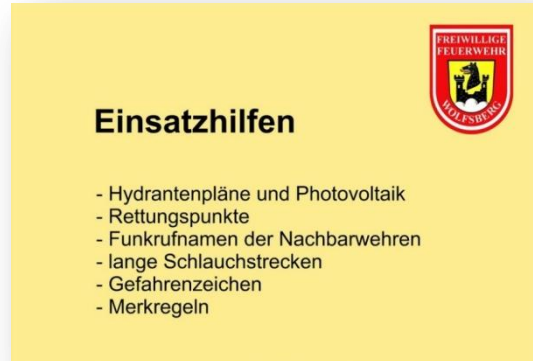 FREIWILLIGE
FEUERWEHR
WOLFSBERG
Einsatzhilfen
- Hydrantenpläne und Photovoltaik
- Rettungspunkte
- Funkrufnamen der Nachbarwehren
- lange Schlauchstrecken
- Gefahrenzeichen
- Merkregeln